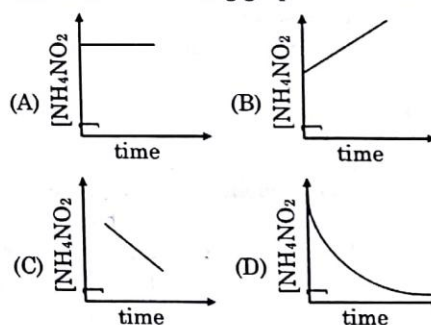 (A) [NH₄NO₂] time
(B) [NH₄NO₂] time
(C) [NH₄NO₂] time
(D) [NH₄NO₂] time